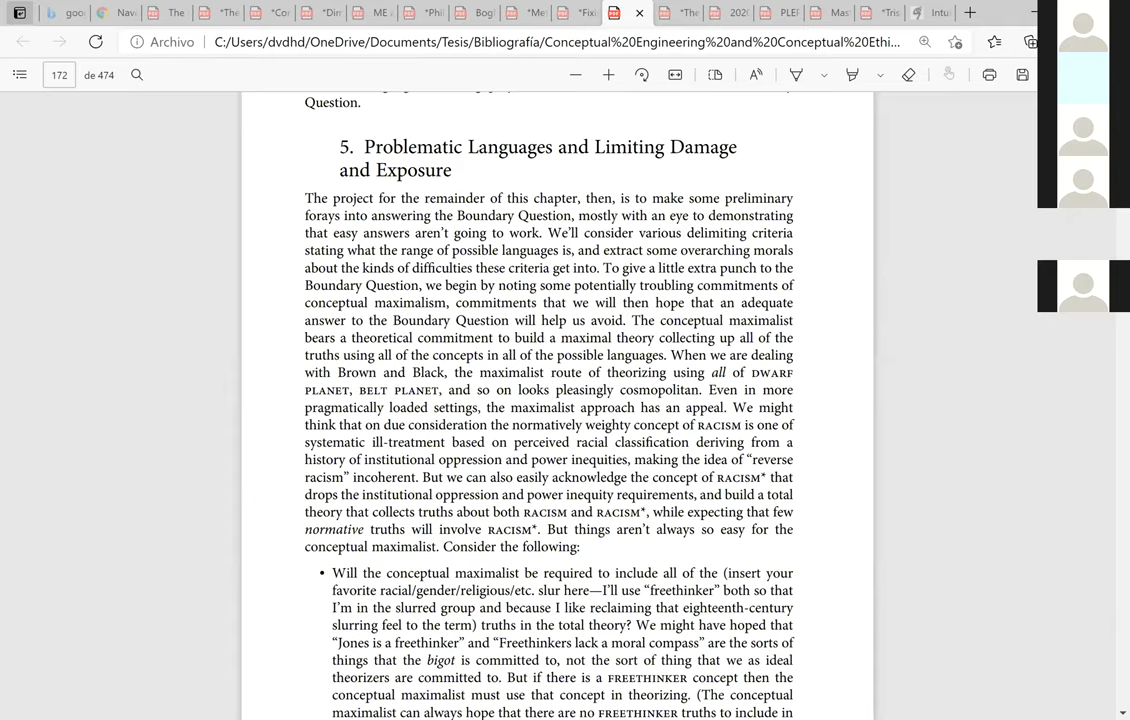 goo
Nav
The
*The
*Cor
*Dir
ME a
*Phi
Bog
*Me
*Fixi
*The
202
PLEF
Mas
*Tris
Intu
Archivo
C:/Users/dvdhd/OneDrive/Documents/Tesis/Bibliografía/Conceptual%20Engineering%20and%20Conceptual%20Ethi...
172
de 474
Question.
5. Problematic Languages and Limiting Damage
and Exposure
The project for the remainder of this chapter, then, is to make some preliminary
forays into answering the Boundary Question, mostly with an eye to demonstrating
that easy answers aren't going to work. We'll consider various delimiting criteria
stating what the range of possible languages is, and extract some overarching morals
about the kinds of difficulties these criteria get into. To give a little extra punch to the
Boundary Question, we begin by noting some potentially troubling commitments of
conceptual maximalism, commitments that we will then hope that an adequate
answer to the Boundary Question will help us avoid. The conceptual maximalist
bears a theoretical commitment to build a maximal theory collecting up all of the
truths using all of the concepts in all of the possible languages. When we are dealing
with Brown and Black, the maximalist route of theorizing using all of DWARF
PLANET, BELT PLANET, and so on looks pleasingly cosmopolitan. Even in more
pragmatically loaded settings, the maximalist approach has an appeal. We might
think that on due consideration the normatively weighty concept of RACISM is one of
systematic ill-treatment based on perceived racial classification deriving from a
history of institutional oppression and power inequities, making the idea of “reverse
racism” incoherent. But we can also easily acknowledge the concept of RACISM* that
drops the institutional oppression and power inequity requirements, and build a total
theory that collects truths about both RACISM and RACISM*, while expecting that few
normative truths will involve RACISM*. But things aren't always so easy for the
conceptual maximalist. Consider the following:
• Will the conceptual maximalist be required to include all of the (insert your
favorite racial/gender/religious/etc. slur here—I'll use “freethinker” both so that
I'm in the slurred group and because I like reclaiming that eighteenth-century
slurring feel to the term) truths in the total theory? We might have hoped that
“Jones is a freethinker” and “Freethinkers lack a moral compass” are the sorts of
things that the bigot is committed to, not the sort of thing that we as ideal
theorizers are committed to. But if there is a FREETHINKER concept then the
conceptual maximalist must use that concept in theorizing. (The conceptual
maximalist can always hope that there are no FREETHINKER truths to include in